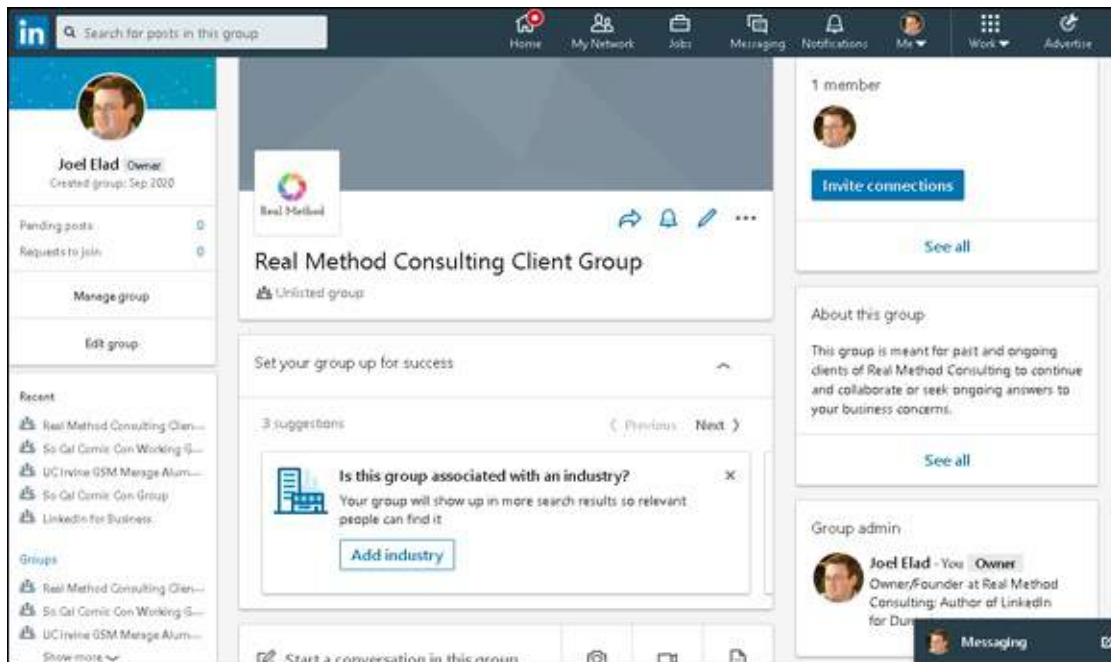 in
Search for posts in this group
Home
My Network
Jobs
Messaging
Notifications
Me
Work
Advertise
Joel Elad Owner
Created group: Sep 2020
Pending posts 0
Requests to join 0
Manage group
Edit group
Recent
Real Method Consulting Clien...
So Cal Comic Con Working G...
UC Irvine GSM Merage Alum...
So Cal Comic Con Group
LinkedIn for Business
Groups
Real Method Consulting Clien...
So Cal Comic Con Working G...
UC Irvine GSM Merage Alum...
Show more
Real Method
Real Method Consulting Client Group
Unlisted group
Set your group up for success
3 suggestions
Previous Next
Is this group associated with an industry?
Your group will show up in more search results so relevant
people can find it
Add industry
Start a conversation in this group
1 member
Invite connections
See all
About this group
This group is meant for past and ongoing
clients of Real Method Consulting to continue
and collaborate or seek ongoing answers to
your business concerns.
See all
Group admin
Joel Elad - You Owner
Owner/Founder at Real Method
Consulting; Author of LinkedIn
for Dum
Messaging